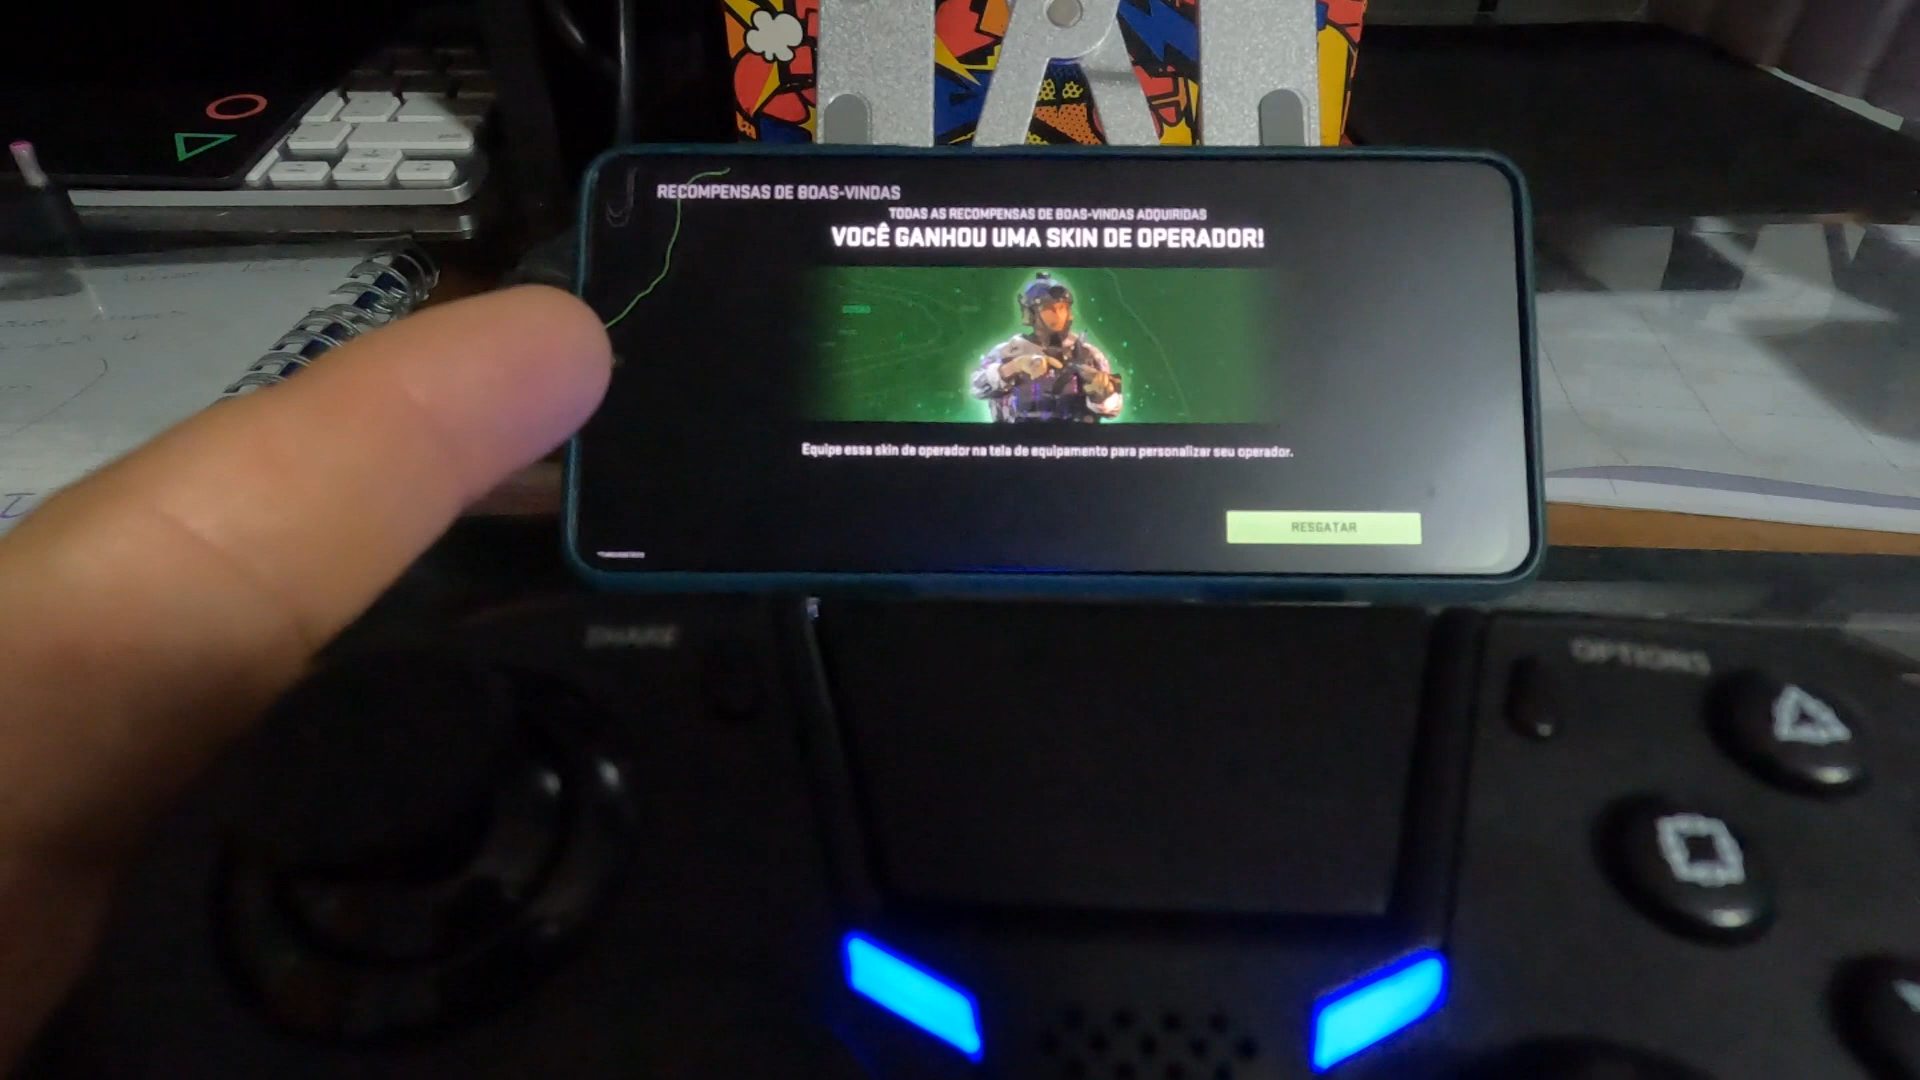 RECOMPENSAS DE BOAS-VINDAS
TODAS AS RECOMPENSAS DE BOAS-VINDAS ADQUIRIDAS
VOCÊ GANHOU UMA SKIN DE OPERADOR!
Equipe essa skin de operador na tela de equipamento para personalizar seu operador.
RESGATAR
SHARE
OPTIONS